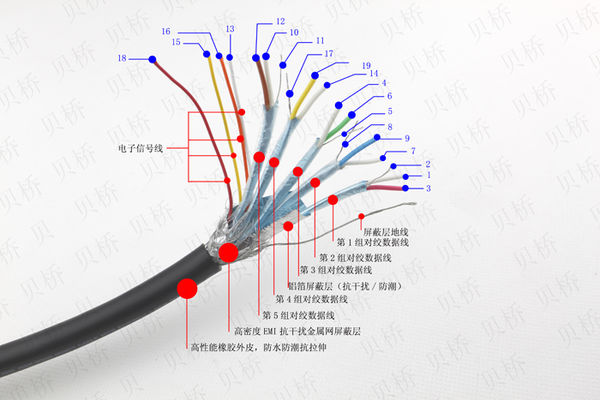 12
16
13
10
15
11
18
17
19
14
4
6
5
8
9
7
2
1
3
电子信号线
屏蔽层地线
第1组对绞数据线
第2组对绞数据线
第3组对绞数据线
铝箔屏蔽层(抗干扰/防潮)
第4组对绞数据线
第5组对绞数据线
高密度EMI抗干扰金属网屏蔽层
高性能橡胶外皮,防水防潮抗拉伸
贝桥